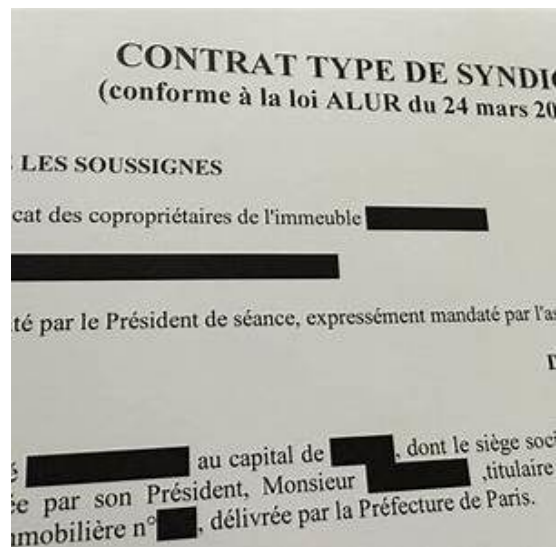 CONTRAT TYPE DE SYNDI
(conforme à la loi ALUR du 24 mars 20
LES SOUSSIGNES
cat des copropriétaires de l'immeuble
té par le Président de séance, expressément mandaté par l'as
D
au capital de , dont le siège soci
e par son Président, Monsieur ,titulaire
mmobilière n° , délivrée par la Préfecture de Paris.